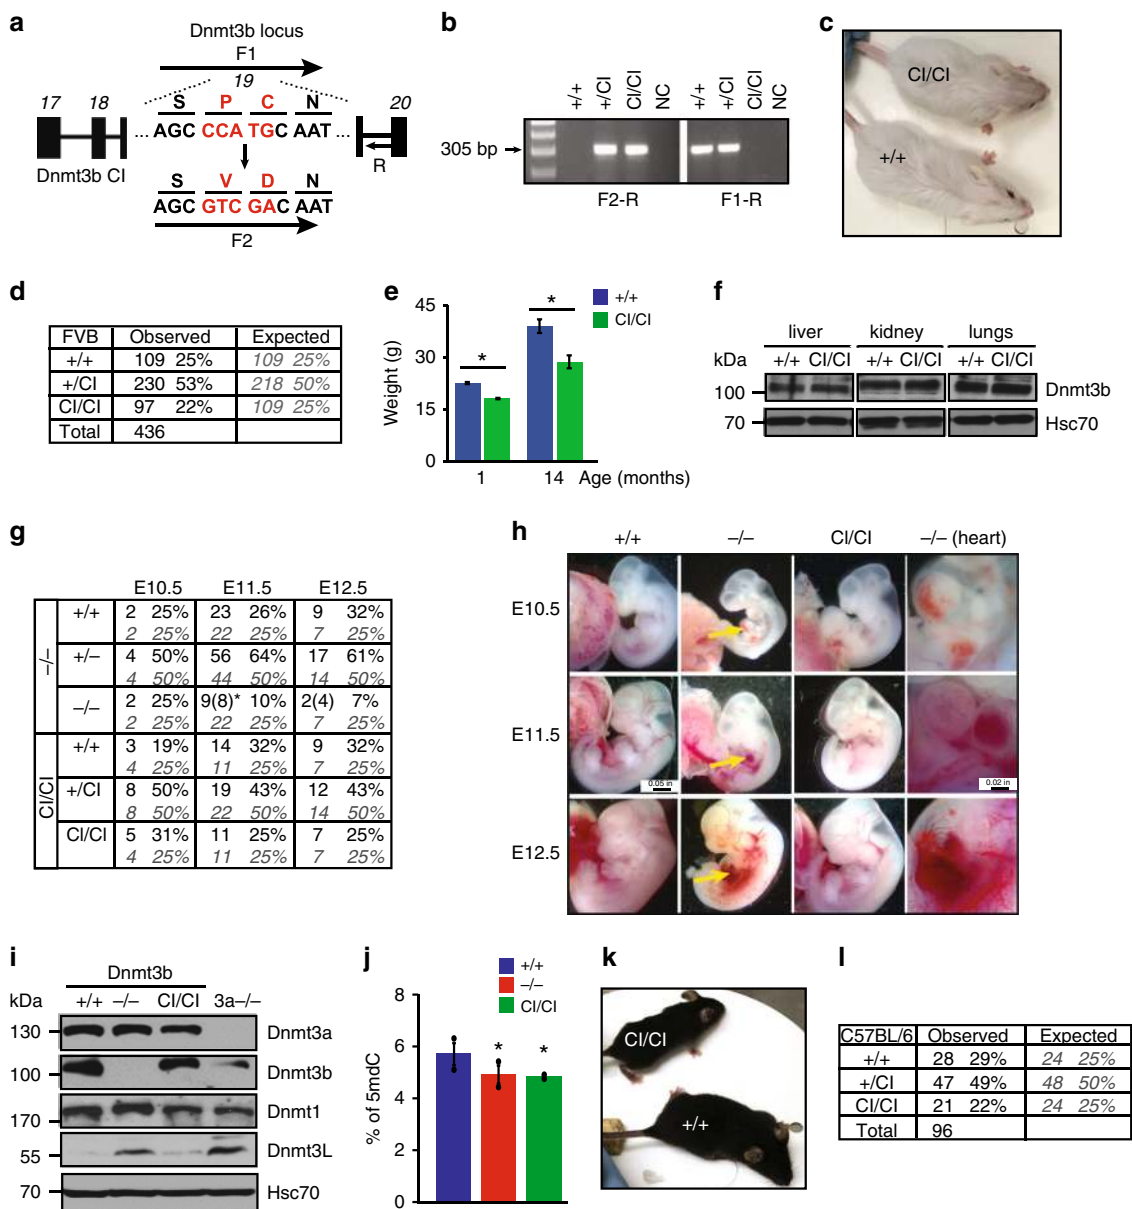 a
Dnmt3b locus
F1
19
17 18 20
S P C N
AGC CCA TGC AAT
Dnmt3b CI
R
S V D N
AGC GTC GAC AAT
F2
b
+/+ +/CI CI/CI NC +/+ +/CI CI/CI NC
305 bp
F2-R F1-R
c
CI/CI
+/+
d
FVB Observed Expected
+/+ 109 25% 109 25%
+/CI 230 53% 218 50%
CI/CI 97 22% 109 25%
Total 436
e
+/+
CI/CI
Weight (g)
45
30
15
0
* *
1 14 Age (months)
f
liver kidney lungs
kDa +/+ CI/CI +/+ CI/CI +/+ CI/CI
100 Dnmt3b
70 Hsc70
g
E10.5 E11.5 E12.5
–/–
+/+ 2 25% 23 26% 9 32%
2 25% 22 25% 7 25%
+/– 4 50% 56 64% 17 61%
4 50% 44 50% 14 50%
–/– 2 25% 9(8)* 10% 2(4) 7%
2 25% 22 25% 7 25%
CI/CI
+/+ 3 19% 14 32% 9 32%
4 25% 11 25% 7 25%
+/CI 8 50% 19 43% 12 43%
8 50% 22 50% 14 50%
CI/CI 5 31% 11 25% 7 25%
4 25% 11 25% 7 25%
h
+/+ –/– CI/CI –/– (heart)
E10.5
E11.5
0.05 in 0.02 in
E12.5
i
Dnmt3b
kDa +/+ –/– CI/CI 3a–/–
130 Dnmt3a
100 Dnmt3b
170 Dnmt1
55 Dnmt3L
70 Hsc70
j
+/+
–/–
CI/CI
% of 5mdC
8
6
4
2
0
* *
k
CI/CI
+/+
l
C57BL/6 Observed Expected
+/+ 28 29% 24 25%
+/CI 47 49% 48 50%
CI/CI 21 22% 24 25%
Total 96